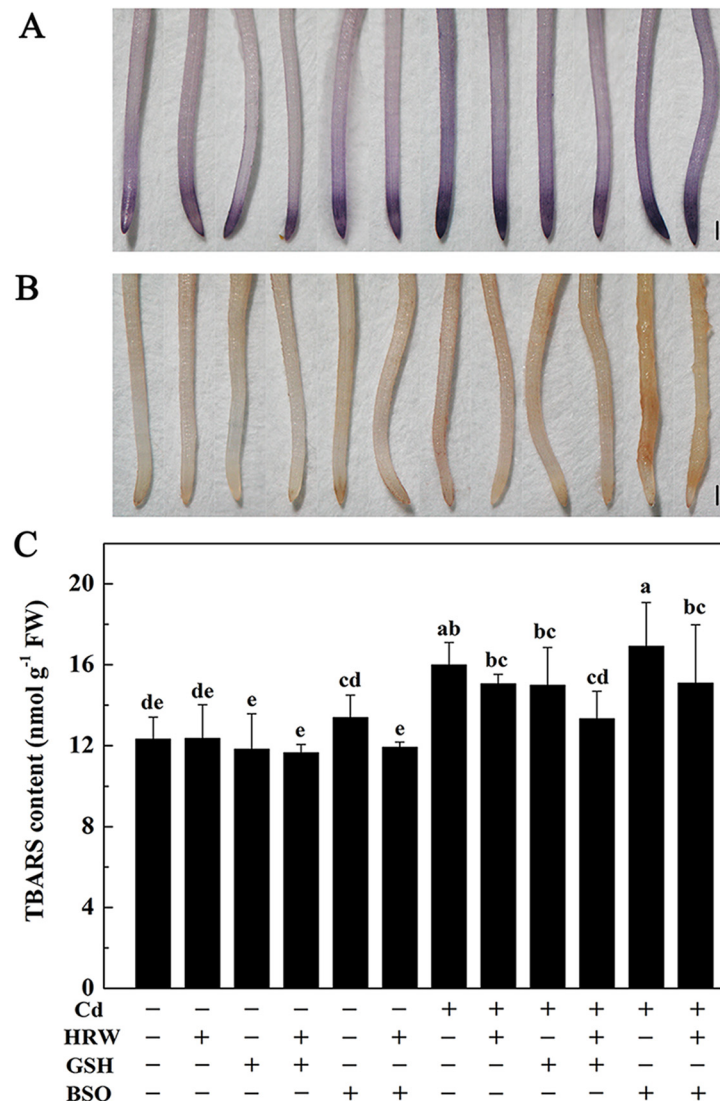 A
B
C
TBARS content (nmol g-1 FW)
20
16
12
8
4
0
de de e e cd e ab bc bc cd a bc
Cd − − − − − − + + + + + +
HRW − + − + − + − + − + − +
GSH − − + + − − − − + + − −
BSO − − − − + + − − − − + +